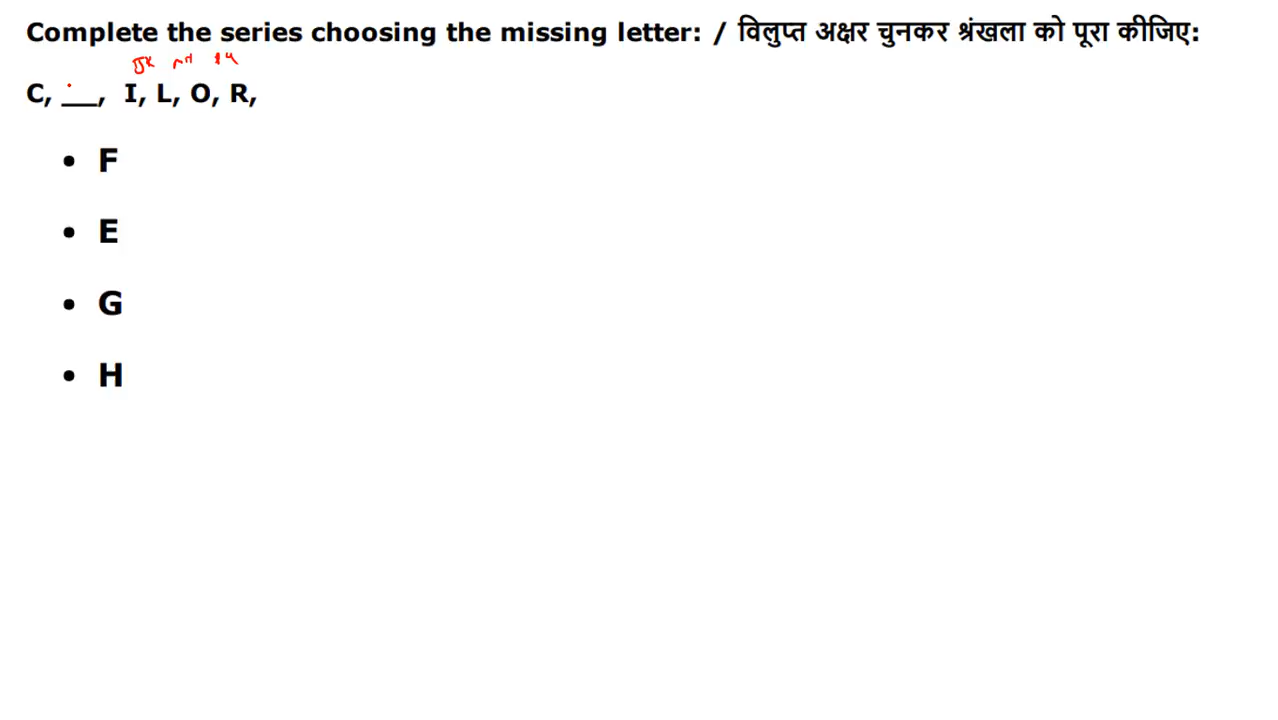 Complete the series choosing the missing letter: / विलुप्त अक्षर चुनकर श्रंखला को पूरा कीजिए:
C, ___, I, L, O, R,
• F
• E
• G
• H